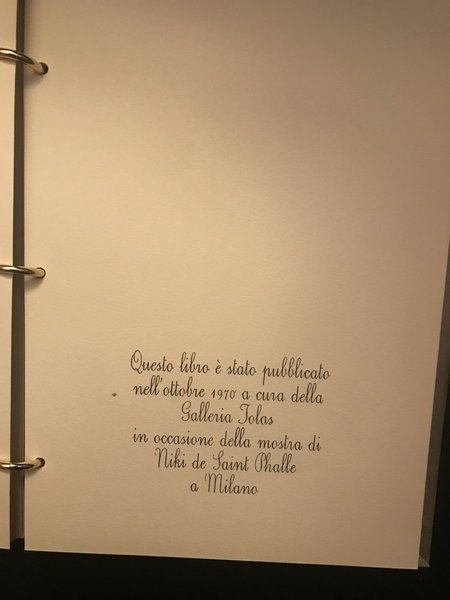 Questo libro è stato pubblicato
nell'ottobre 1970 a cura della
Galleria Iolas
in occasione della mostra di
Niki de Saint Phalle
a Milano